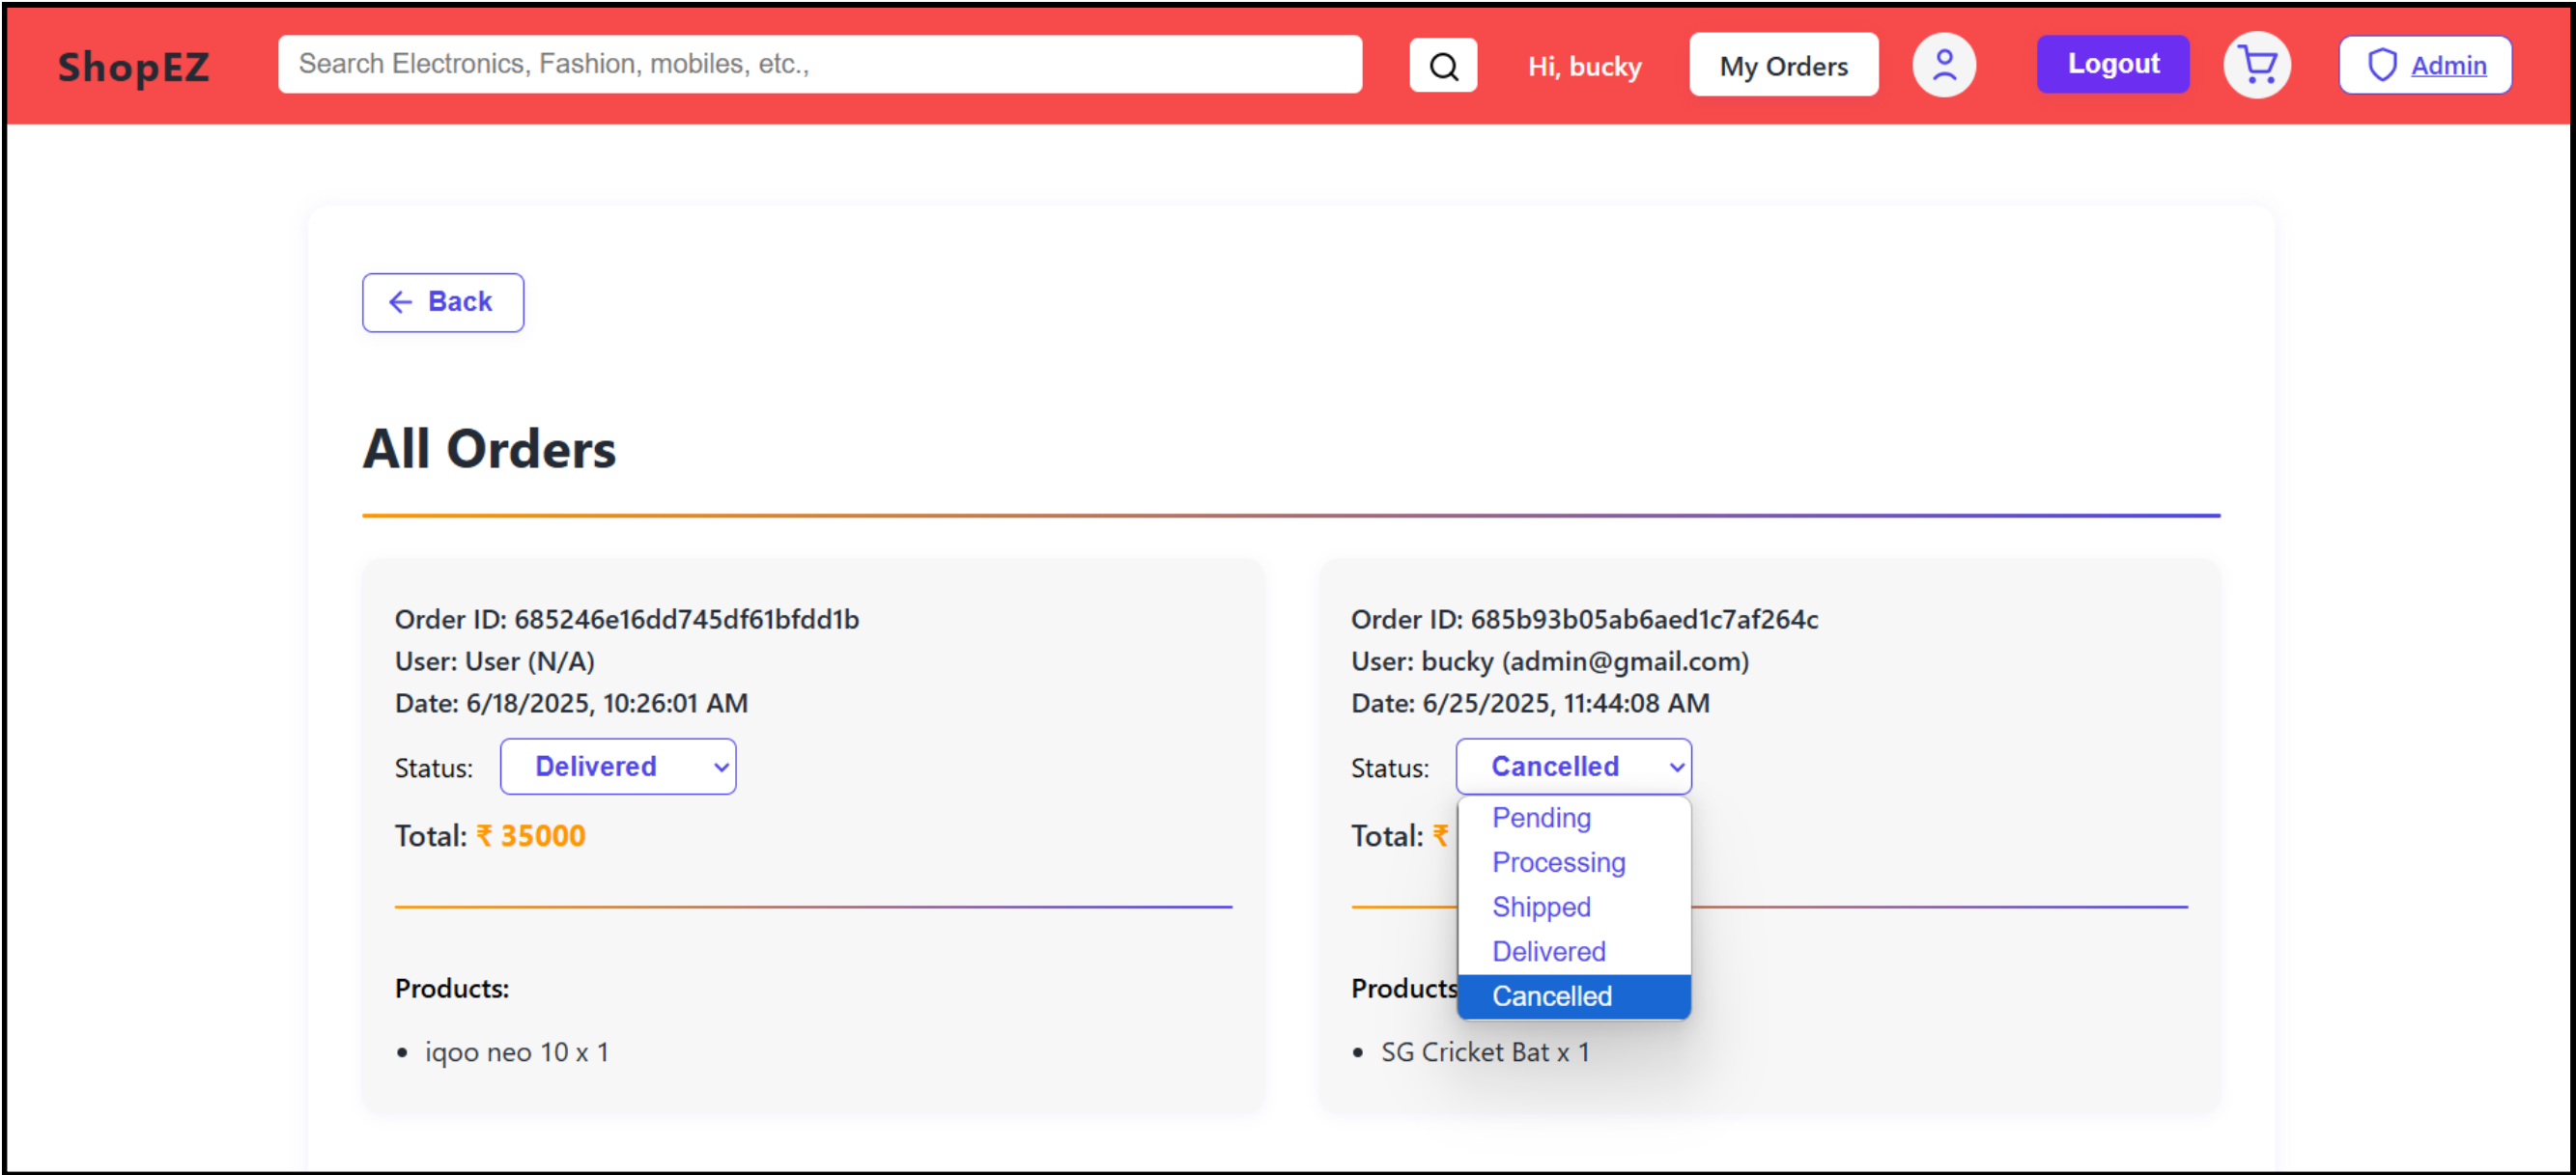 ShopEZ
Search Electronics, Fashion, mobiles, etc.,
Hi, bucky
My Orders
Logout
Admin
Back
All Orders
Order ID: 685246e16dd745df61bfdd1b
User: User (N/A)
Date: 6/18/2025, 10:26:01 AM
Status: Delivered
Total: ₹ 35000
Products:
• iqoo neo 10 x 1
Order ID: 685b93b05ab6aed1c7af264c
User: bucky (admin@gmail.com)
Date: 6/25/2025, 11:44:08 AM
Status: Cancelled
Pending
Processing
Shipped
Delivered
Cancelled
Total: ₹
Products
• SG Cricket Bat x 1